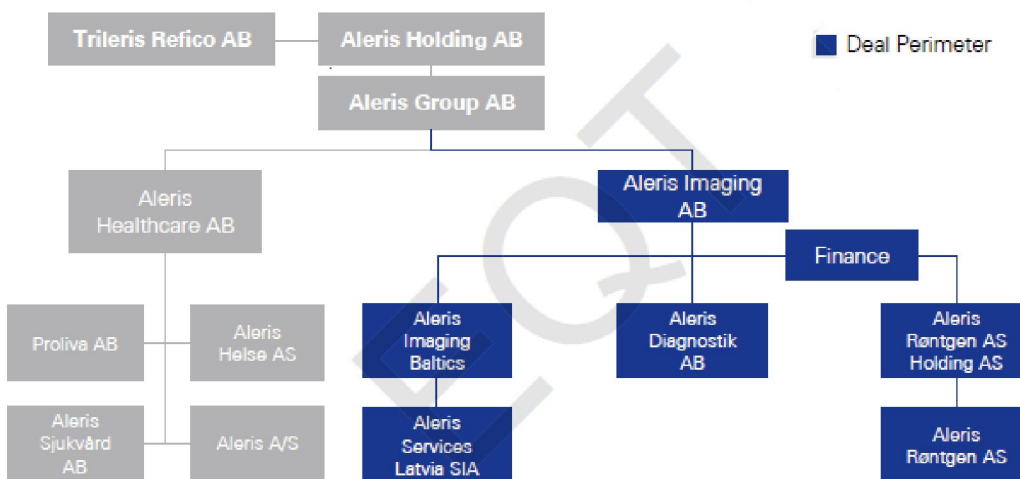 Trileris Refico AB
Aleris Holding AB
Deal Perimeter
Aleris Group AB
Aleris
Healthcare AB
Aleris Imaging
AB
Finance
Proliva AB
Aleris
Helse AS
Aleris
Imaging
Baltics
Aleris
Diagnostik
AB
Aleris
Røntgen AS
Holding AS
Aleris
Sjukvård
AB
Aleris A/S
Aleris
Services
Latvia SIA
Aleris
Røntgen AS
EQT